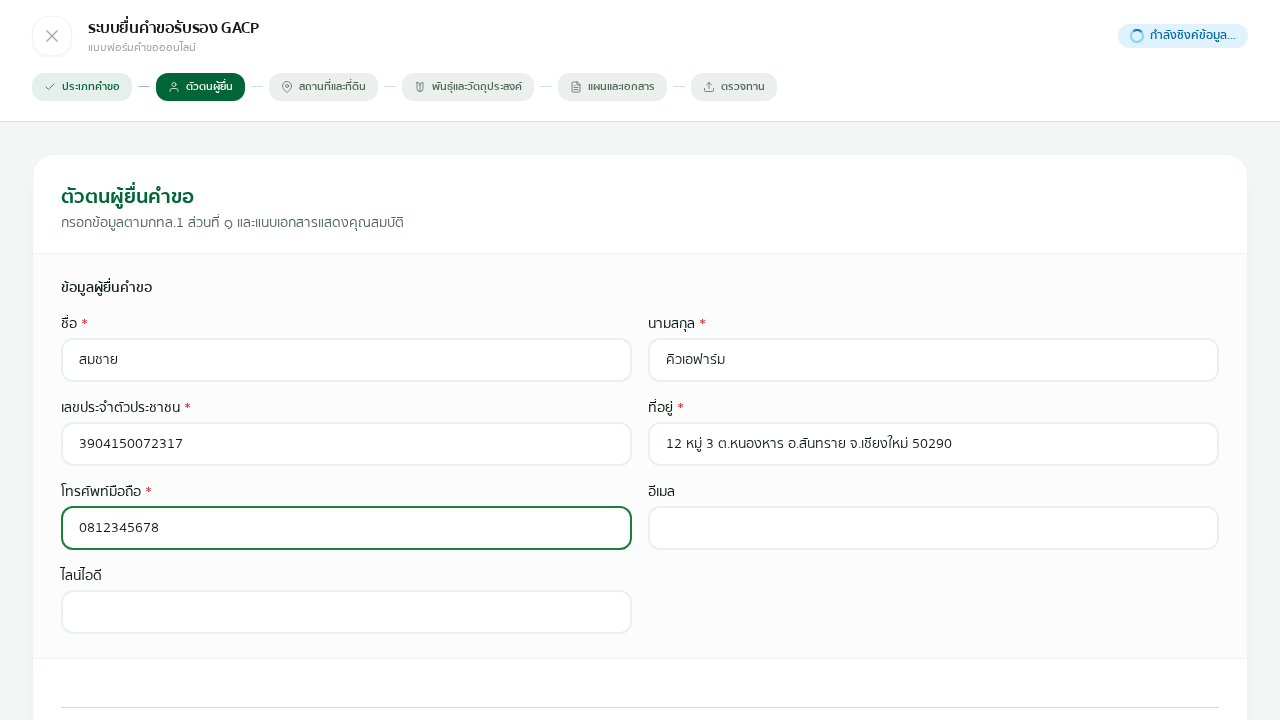 ระบบยื่นคำขอรับรอง GACP
แบบฟอร์มคำขอออนไลน์
กำลังซิงค์ข้อมูล...
ประเภทคำขอ
ตัวตนผู้ยื่น
สถานที่และที่ดิน
พันธุ์และวัตถุประสงค์
แผนและเอกสาร
ตรวจทาน
ตัวตนผู้ยื่นคำขอ
กรอกข้อมูลตามกทล.1 ส่วนที่ ๑ และแนบเอกสารแสดงคุณสมบัติ
ข้อมูลผู้ยื่นคำขอ
ชื่อ *
นามสกุล *
สมชาย
คิวเอฟาร์ม
เลขประจำตัวประชาชน *
ที่อยู่ *
3904150072317
12 หมู่ 3 ต.หนองหาร อ.สันทราย จ.เชียงใหม่ 50290
โทรศัพท์มือถือ *
อีเมล
0812345678
ไลน์ไอดี